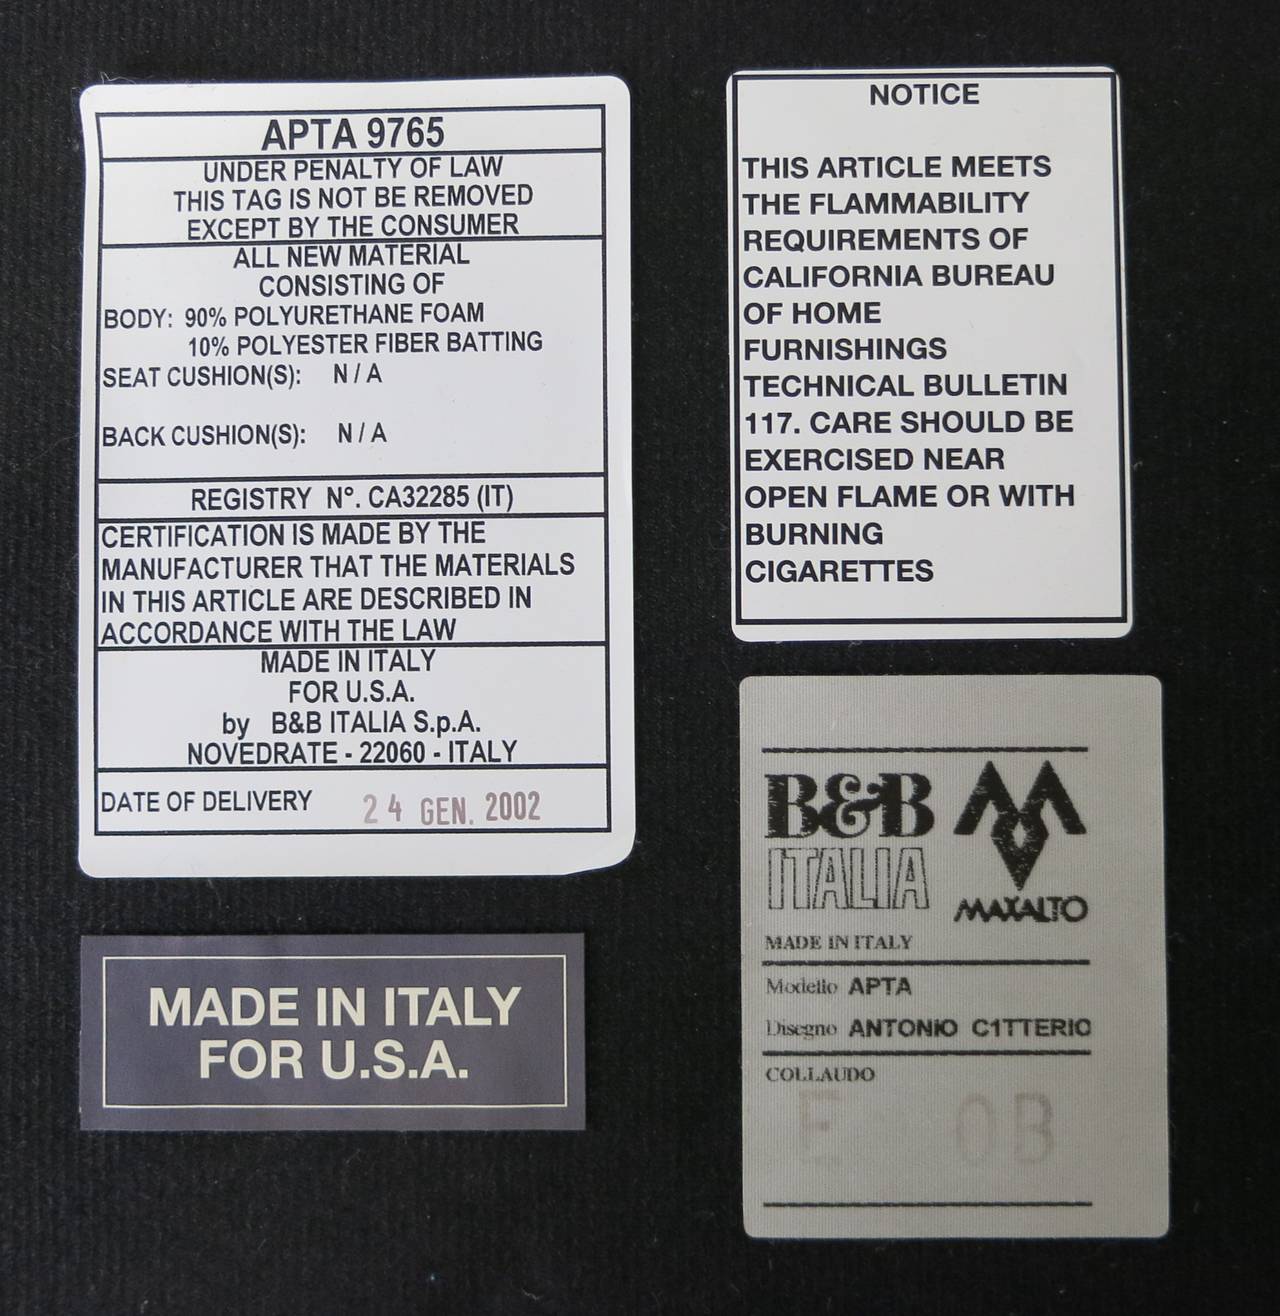 APTA 9765
UNDER PENALTY OF LAW
THIS TAG IS NOT BE REMOVED
EXCEPT BY THE CONSUMER
ALL NEW MATERIAL
CONSISTING OF
BODY: 90% POLYURETHANE FOAM
10% POLYESTER FIBER BATTING
SEAT CUSHION(S): N / A
BACK CUSHION(S): N / A
REGISTRY N°. CA32285 (IT)
CERTIFICATION IS MADE BY THE
MANUFACTURER THAT THE MATERIALS
IN THIS ARTICLE ARE DESCRIBED IN
ACCORDANCE WITH THE LAW
MADE IN ITALY
FOR U.S.A.
by B&B ITALIA S.p.A.
NOVEDRATE - 22060 - ITALY
DATE OF DELIVERY 24 GEN. 2002
MADE IN ITALY
FOR U.S.A.
NOTICE
THIS ARTICLE MEETS
THE FLAMMABILITY
REQUIREMENTS OF
CALIFORNIA BUREAU
OF HOME
FURNISHINGS
TECHNICAL BULLETIN
117. CARE SHOULD BE
EXERCISED NEAR
OPEN FLAME OR WITH
BURNING
CIGARETTES
B&B
ITALIA
MAXALTO
MADE IN ITALY
Modello APTA
Disegno ANTONIO C1TTERIO
COLLAUDO
E 0B